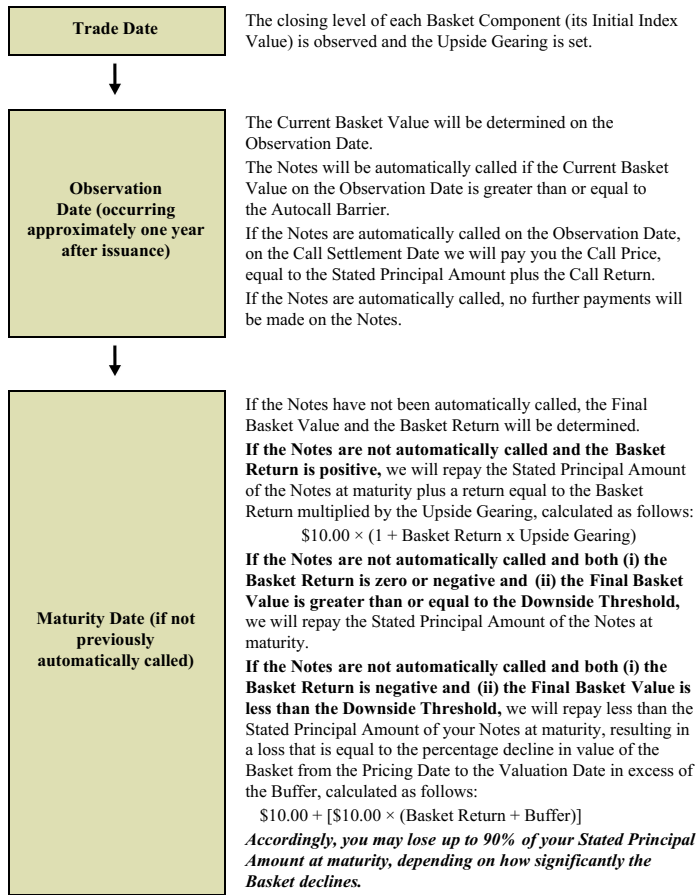 Trade Date
The closing level of each Basket Component (its Initial Index
Value) is observed and the Upside Gearing is set.
Observation
Date (occurring
approximately one year
after issuance)
The Current Basket Value will be determined on the
Observation Date.
The Notes will be automatically called if the Current Basket
Value on the Observation Date is greater than or equal to
the Autocall Barrier.
If the Notes are automatically called on the Observation Date,
on the Call Settlement Date we will pay you the Call Price,
equal to the Stated Principal Amount plus the Call Return.
If the Notes are automatically called, no further payments will
be made on the Notes.
Maturity Date (if not
previously
automatically called)
If the Notes have not been automatically called, the Final
Basket Value and the Basket Return will be determined.
If the Notes are not automatically called and the Basket
Return is positive, we will repay the Stated Principal Amount
of the Notes at maturity plus a return equal to the Basket
Return multiplied by the Upside Gearing, calculated as follows:
$10.00 × (1 + Basket Return x Upside Gearing)
If the Notes are not automatically called and both (i) the
Basket Return is zero or negative and (ii) the Final Basket
Value is greater than or equal to the Downside Threshold,
we will repay the Stated Principal Amount of the Notes at
maturity.
If the Notes are not automatically called and both (i) the
Basket Return is negative and (ii) the Final Basket Value is
less than the Downside Threshold, we will repay less than the
Stated Principal Amount of your Notes at maturity, resulting in
a loss that is equal to the percentage decline in value of the
Basket from the Pricing Date to the Valuation Date in excess of
the Buffer, calculated as follows:
$10.00 + [$10.00 × (Basket Return + Buffer)]
Accordingly, you may lose up to 90% of your Stated Principal
Amount at maturity, depending on how significantly the
Basket declines.